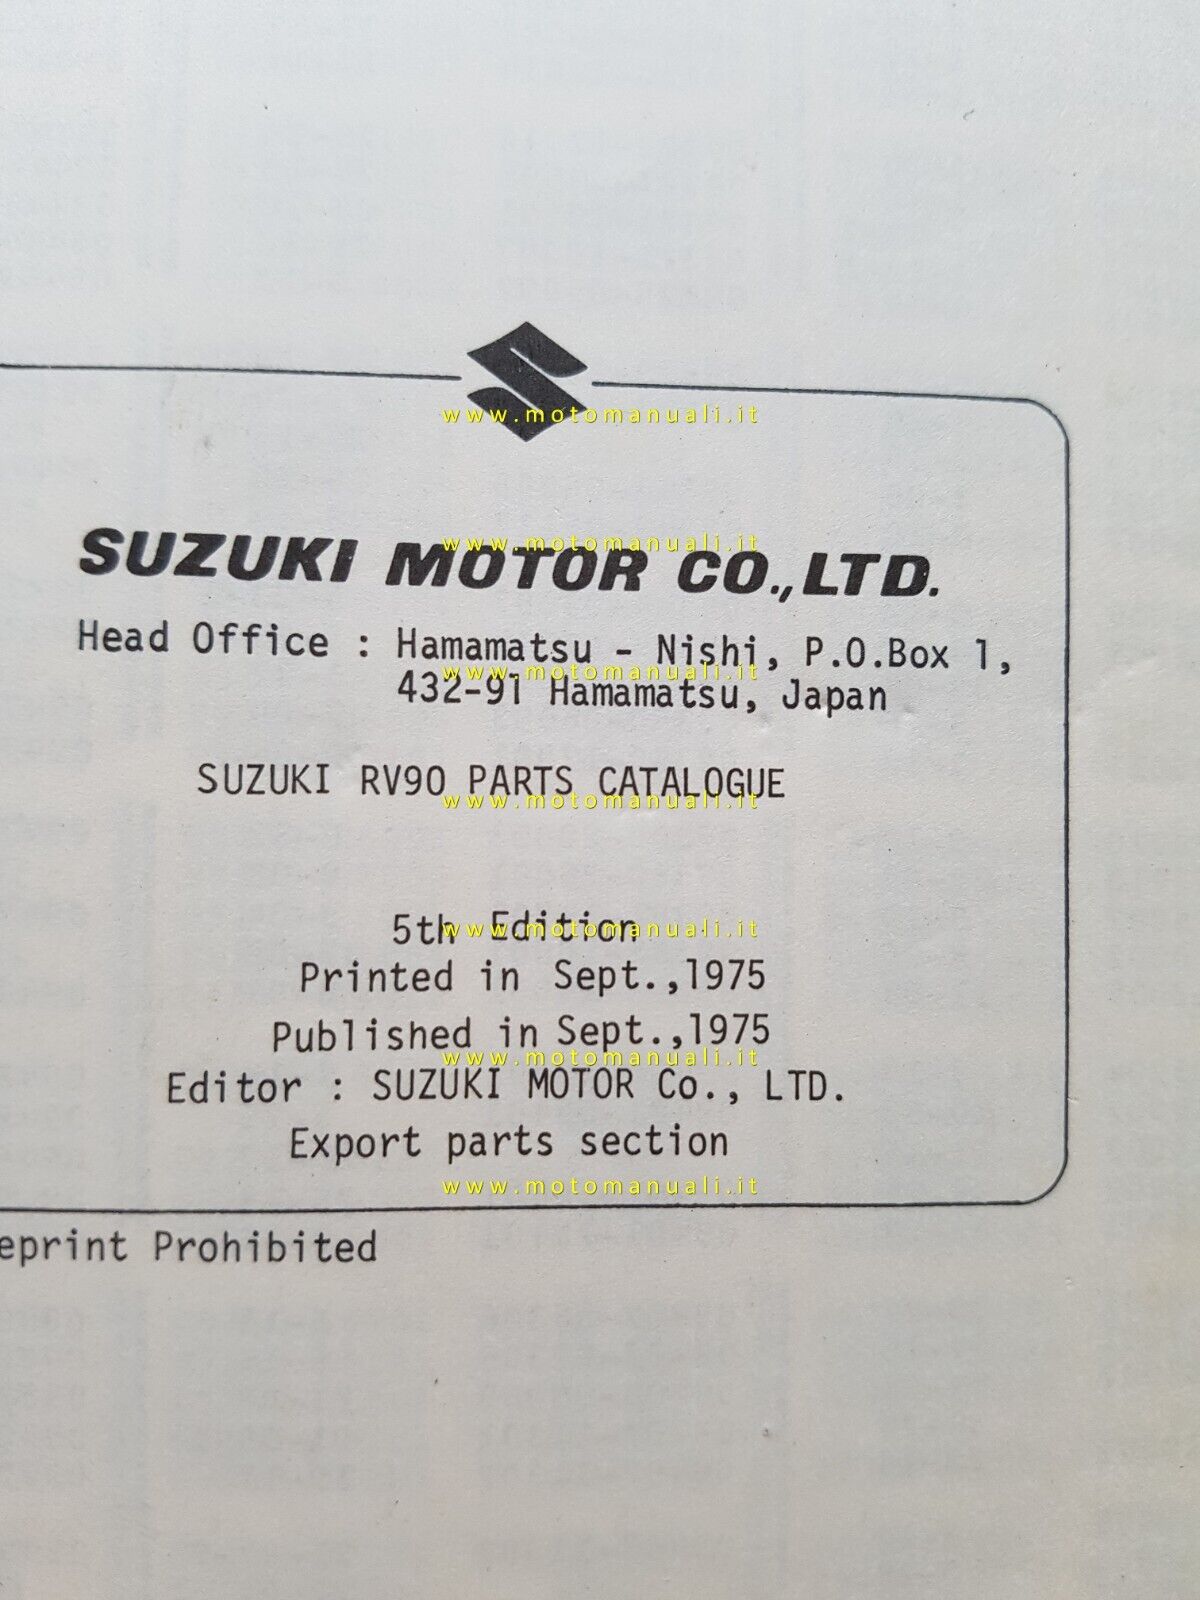 www.motomanuali.it
SUZUKI MOTOR CO.,LTD.
www.motomanuali.it
Head Office : Hamamatsu - Nishi, P.O.Box 1,
www.motomanuali.it
432-91 Hamamatsu, Japan
SUZUKI RV90 PARTS CATALOGUE
www.motomanuali.it
5th Edition
www.motomanuali.it
Printed in Sept.,1975
Published in Sept.,1975
www.motomanuali.it
Editor : SUZUKI MOTOR Co., LTD.
Export parts section
www.motomanuali.it
eprint Prohibited